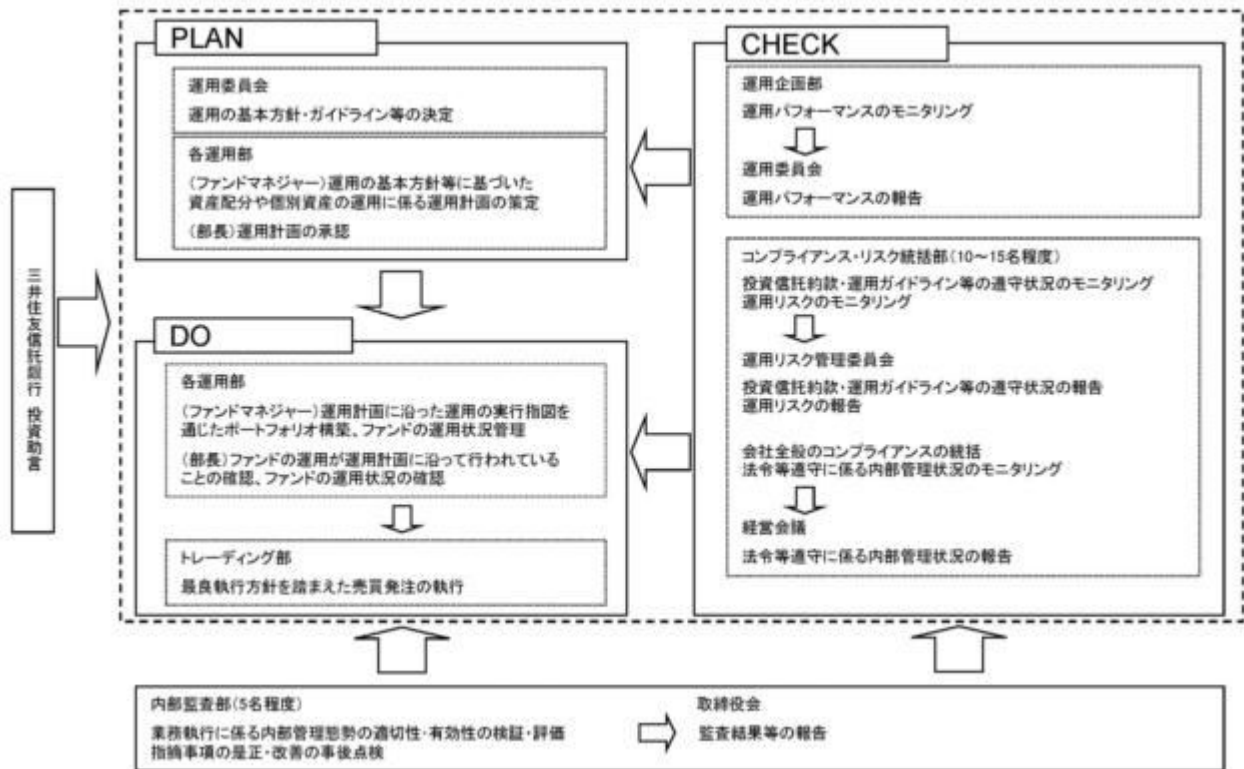 PLAN
運用委員会
運用の基本方針・ガイドライン等の決定
各運用部
(ファンドマネジャー)運用の基本方針等に基づいた
資産配分や個別資産の運用に係る運用計画の策定
(部長)運用計画の承認
DO
各運用部
(ファンドマネジャー)運用計画に沿った運用の実行指図を
通じたポートフォリオ構築、ファンドの運用状況管理
(部長)ファンドの運用が運用計画に沿って行われている
ことの確認、ファンドの運用状況の確認
トレーディング部
最良執行方針を踏まえた売買発注の執行
CHECK
運用企画部
運用パフォーマンスのモニタリング
運用委員会
運用パフォーマンスの報告
コンプライアンス・リスク統括部(10～15名程度)
投資信託約款・運用ガイドライン等の遵守状況のモニタリング
運用リスクのモニタリング
運用リスク管理委員会
投資信託約款・運用ガイドライン等の遵守状況の報告
運用リスクの報告
会社全般のコンプライアンスの統括
法令等遵守に係る内部管理状況のモニタリング
経営会議
法令等遵守に係る内部管理状況の報告
三井住友信託銀行 投資助言
内部監査部(5名程度)
業務執行に係る内部管理態勢の適切性・有効性の検証・評価
指摘事項の是正・改善の事後点検
取締役会
監査結果等の報告